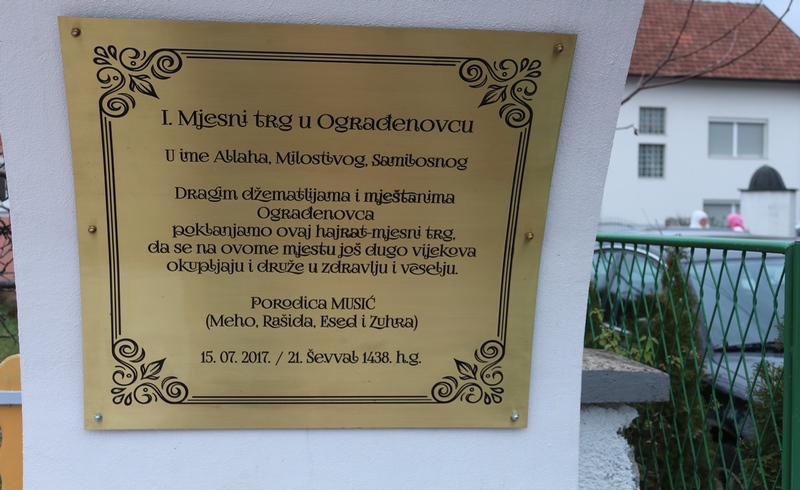 I. Mjesni trg u Ograđenovcu
U ime Allaha, Milostivog, Samilosnog
Dragim džematlijama i mještanima
Ograđenovca
poklanjamo ovaj hajrat-mjesni trg,
da se na ovome mjestu još dugo vijekova
okupljaju i druže u zdravlju i veselju.
Porodica MUSIĆ
(Meho, Rašida, Esed i Zuhra)
15. 07. 2017. / 21. Ševval 1438. h.g.